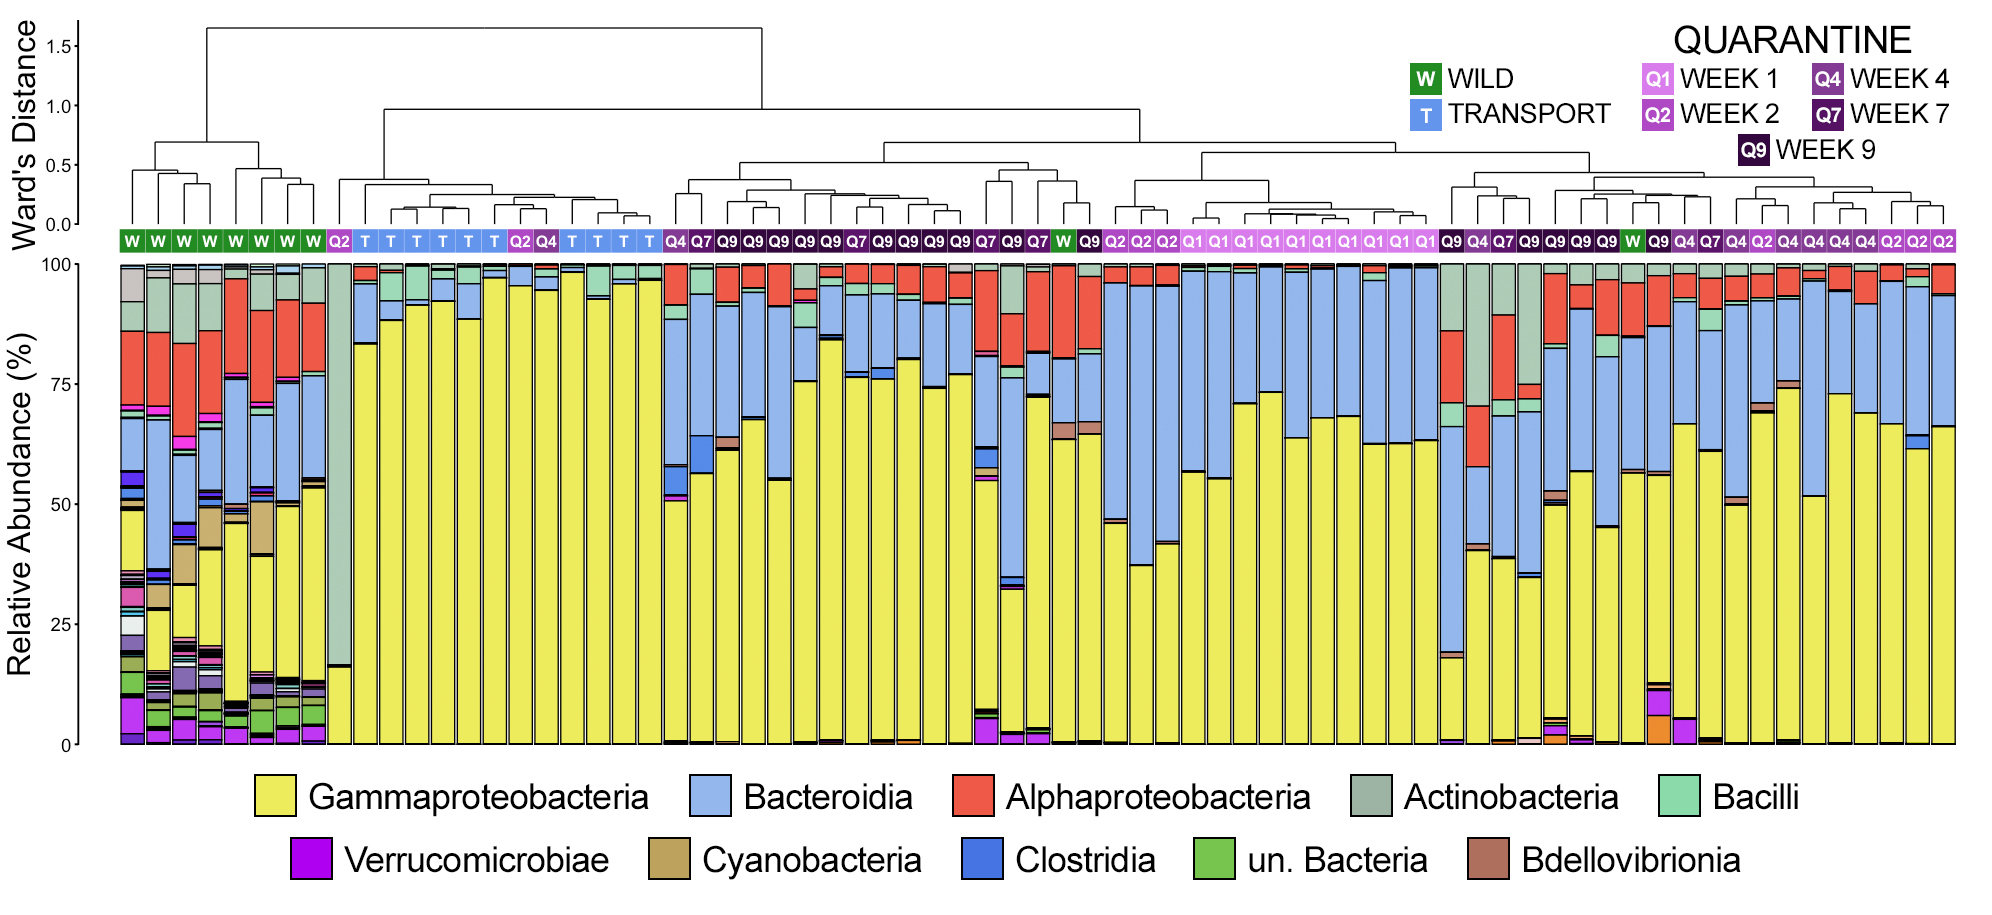 QUARANTINE
W WILD
T TRANSPORT
Q1 WEEK 1
Q2 WEEK 2
Q4 WEEK 4
Q7 WEEK 7
Q9 WEEK 9
Ward's Distance
1.5
1.0
0.5
0.0
W W W W W W W W Q2 T T T T T T Q2 Q4 T T T T Q4 Q7 Q9 Q9 Q9 Q9 Q9 Q7 Q9 Q9 Q9 Q9 Q7 Q9 Q7 W Q9 Q2 Q2 Q2 Q1 Q1 Q1 Q1 Q1 Q1 Q1 Q1 Q1 Q1 Q9 Q4 Q7 Q9 Q9 Q9 Q9 W Q9 Q4 Q7 Q4 Q2 Q4 Q4 Q4 Q4 Q2 Q2 Q2
Relative Abundance (%)
100
75
50
25
0
Gammaproteobacteria Bacteroidia Alphaproteobacteria Actinobacteria Bacilli
Verrucomicrobiae Cyanobacteria Clostridia un. Bacteria Bdellovibrionia